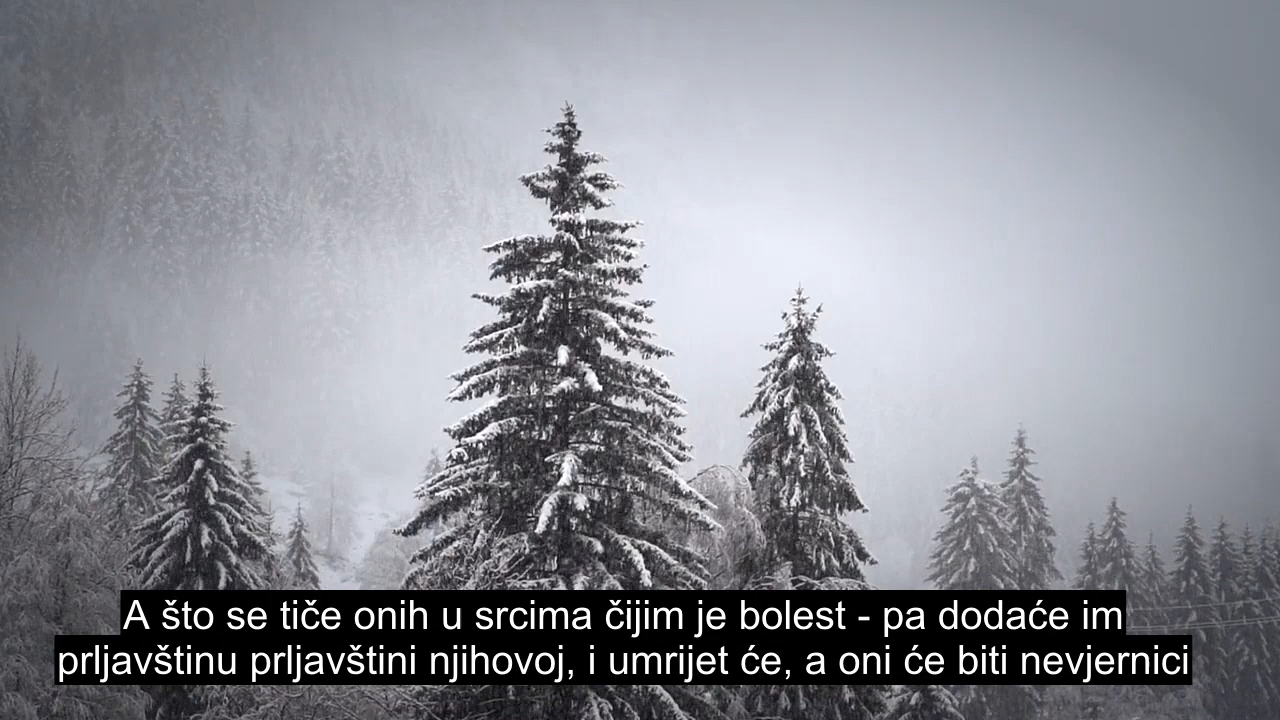 A što se tiče onih u srcima čijim je bolest - pa dodaće im
prljavštinu prljavštini njihovoj, i umrijet će, a oni će biti nevjernici